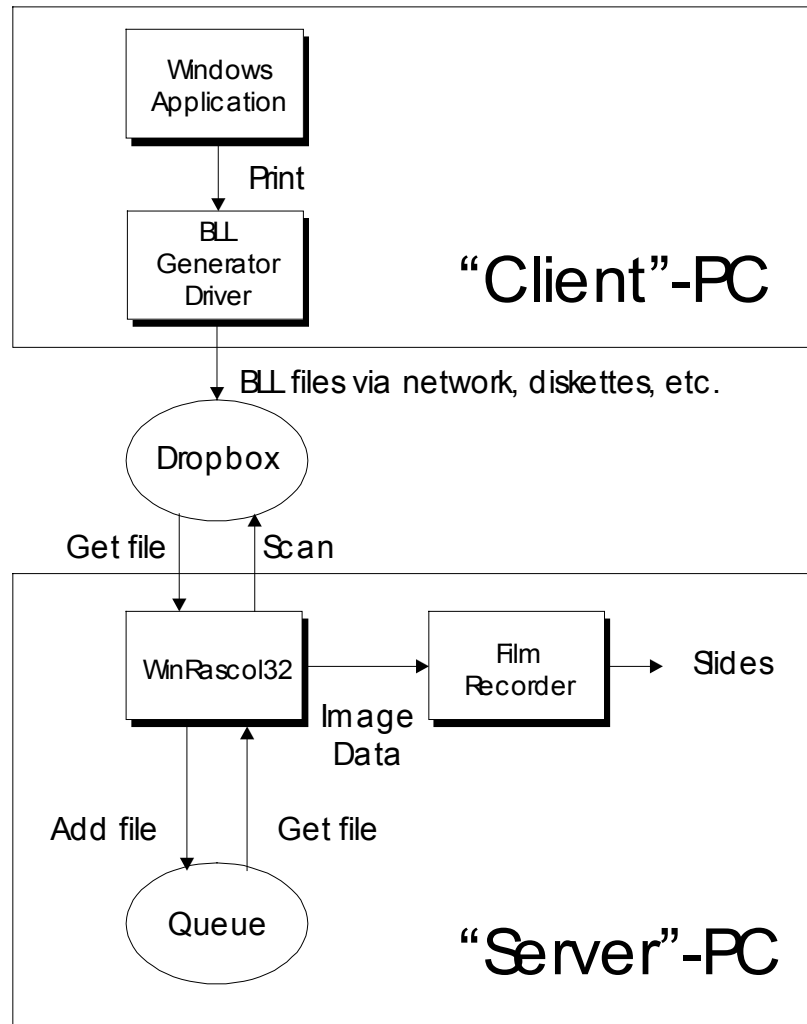 Windows
Application
Print
BLL
Generator
Driver
“Client”-PC
BLL files via network, diskettes, etc.
Dropbox
Get file
Scan
WinRascol32
Film
Recorder
Slides
Image
Data
Add file
Get file
Queue
“Server”-PC